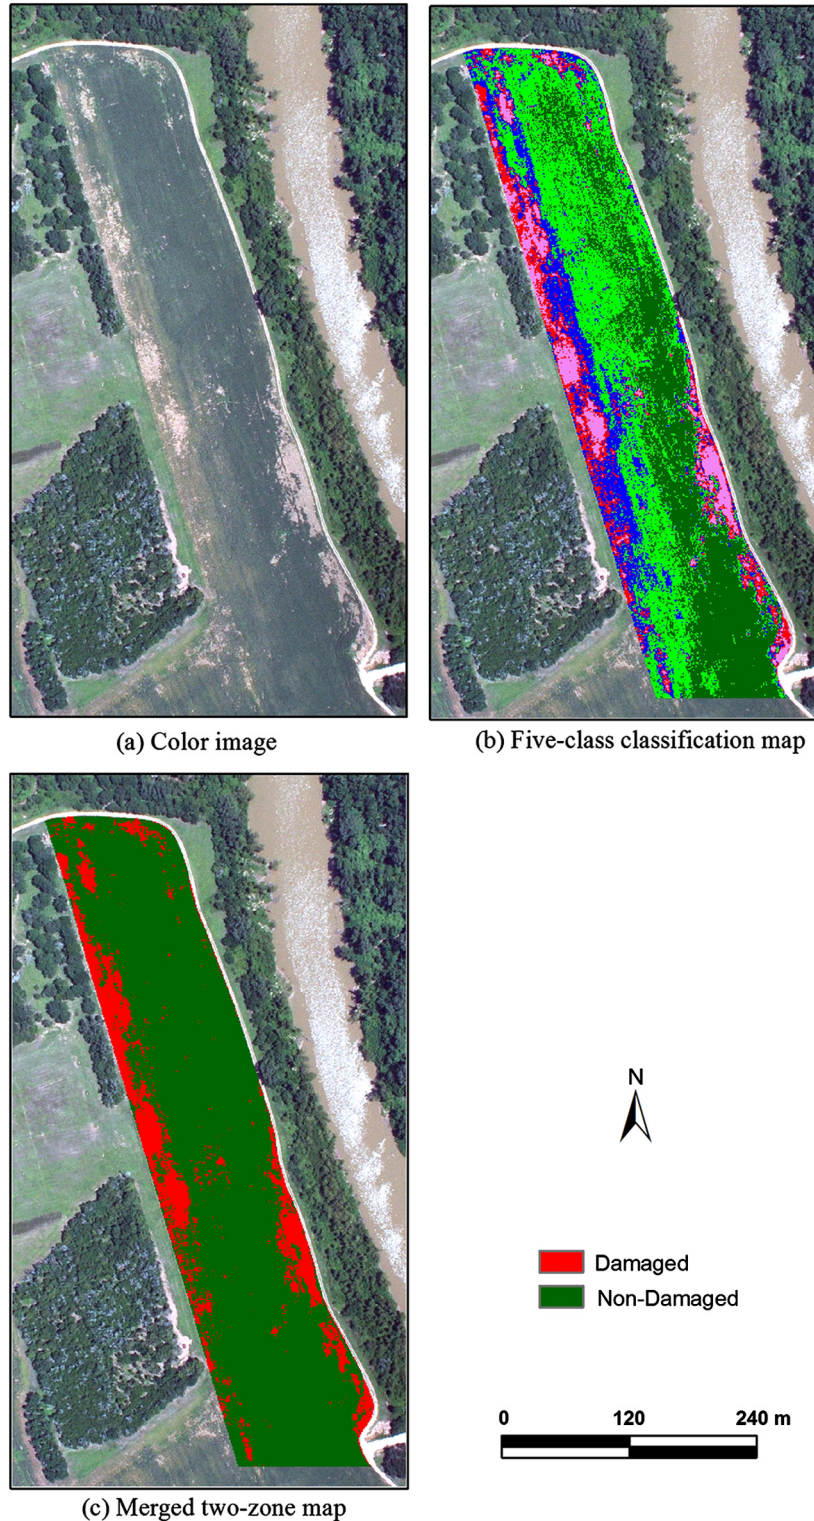 (a) Color image
(b) Five-class classification map
N
Damaged
Non-Damaged
0 120 240 m
(c) Merged two-zone map